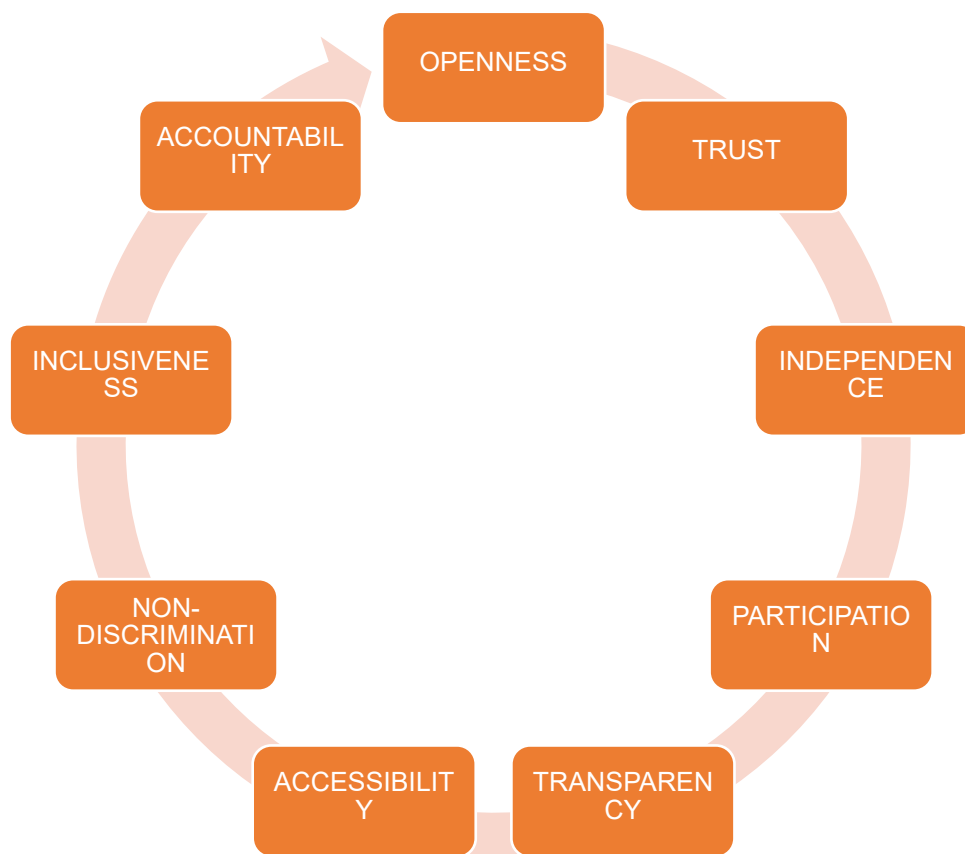 OPENNESS
TRUST
INDEPENDEN
CE
PARTICIPATIO
N
TRANSPAREN
CY
ACCESSIBILIT
Y
NON-
DISCRIMINATI
ON
INCLUSIVENE
SS
ACCOUNTABIL
ITY